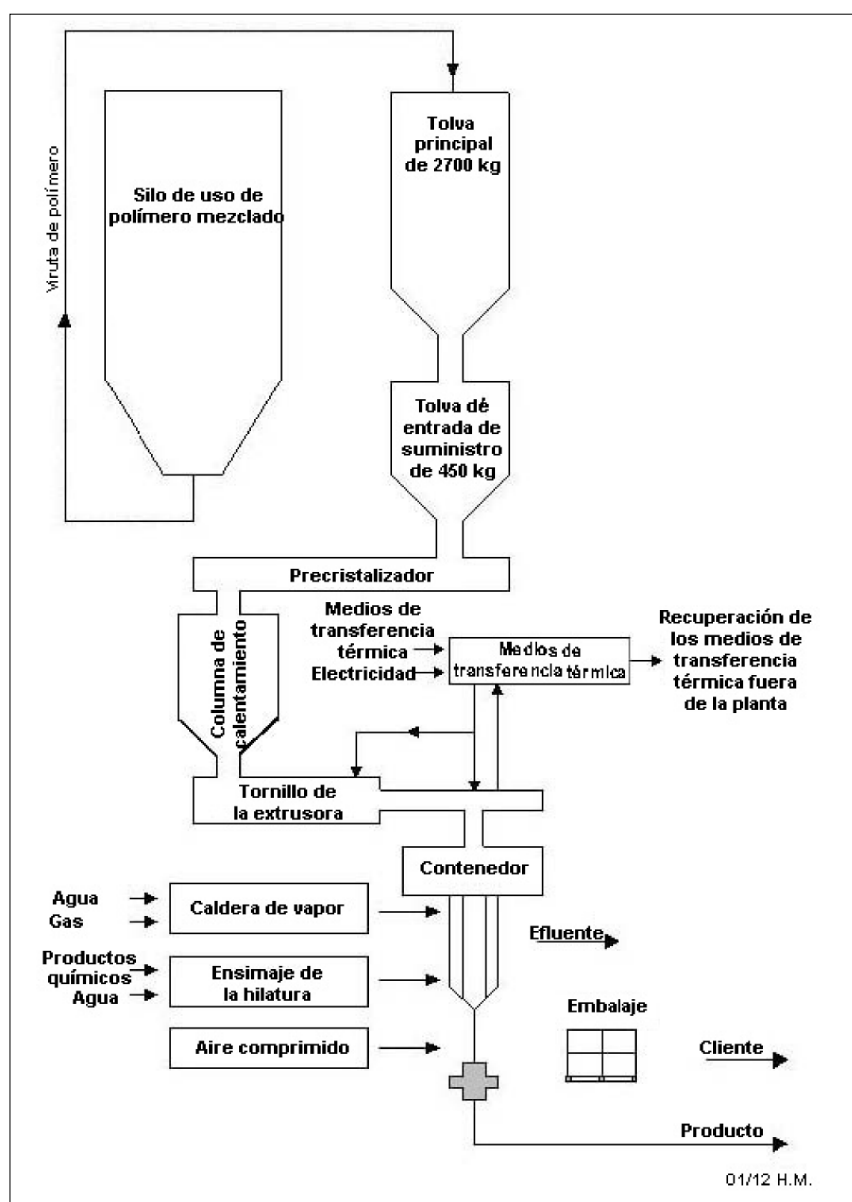 Viruta de polímero
Silo de uso de
polímero mezclado
Tolva
principal
de 2700 kg
Tolva dé
entrada de
suministro
de 450 kg
Precristalizador
Columna de
calentamiento
Medios de
transferencia
térmica
Electricidad
Medios de
transferencia térmica
Recuperación de
los medios de
transferencia
térmica fuera
de la planta
Tornillo de
la extrusora
Contenedor
Agua
Gas
Caldera de vapor
Efluente
Productos
químicos
Agua
Ensimaje de
la hilatura
Embalaje
Aire comprimido
Cliente
Producto
01/12 H.M.